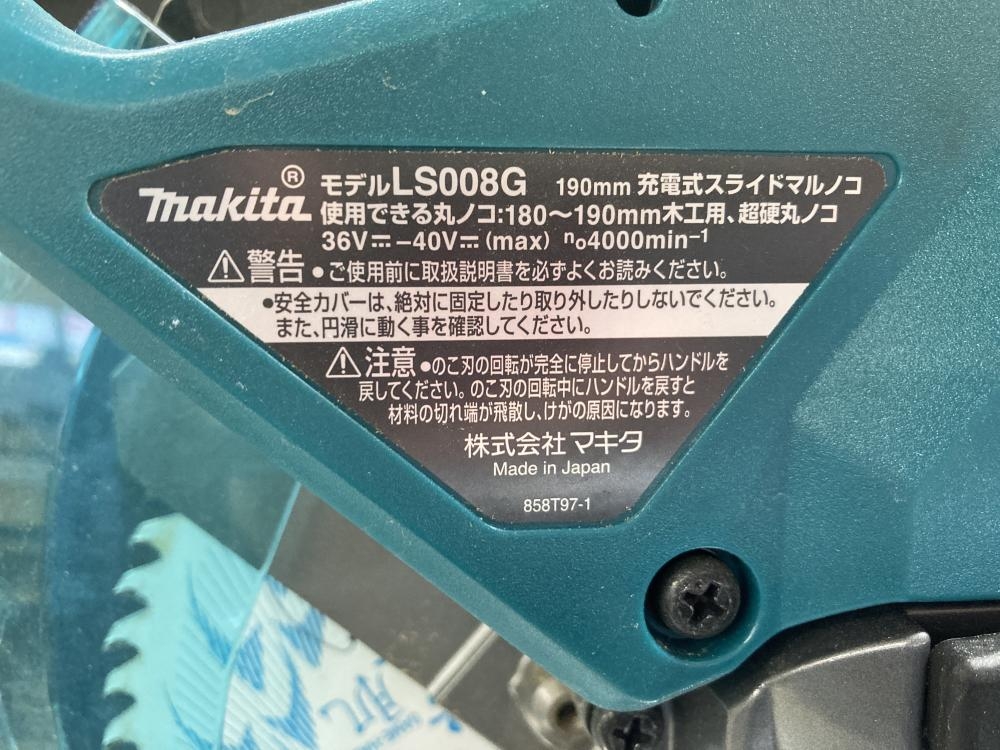 makita® モデルLS008G 190mm 充電式スライドマルノコ
使用できる丸ノコ:180～190mm木工用、超硬丸ノコ
36V⎓-40V⎓(max) n₀4000min⁻¹
⚠警告 ●ご使用前に取扱説明書を必ずよくお読みください。
●安全カバーは、絶対に固定したり取り外したりしないでください。
また、円滑に動く事を確認してください。
⚠注意 ●のこ刃の回転が完全に停止してからハンドルを
戻してください。のこ刃の回転中にハンドルを戻すと
材料の切れ端が飛散し、けがの原因になります。
株式会社マキタ
Made in Japan
858T97-1